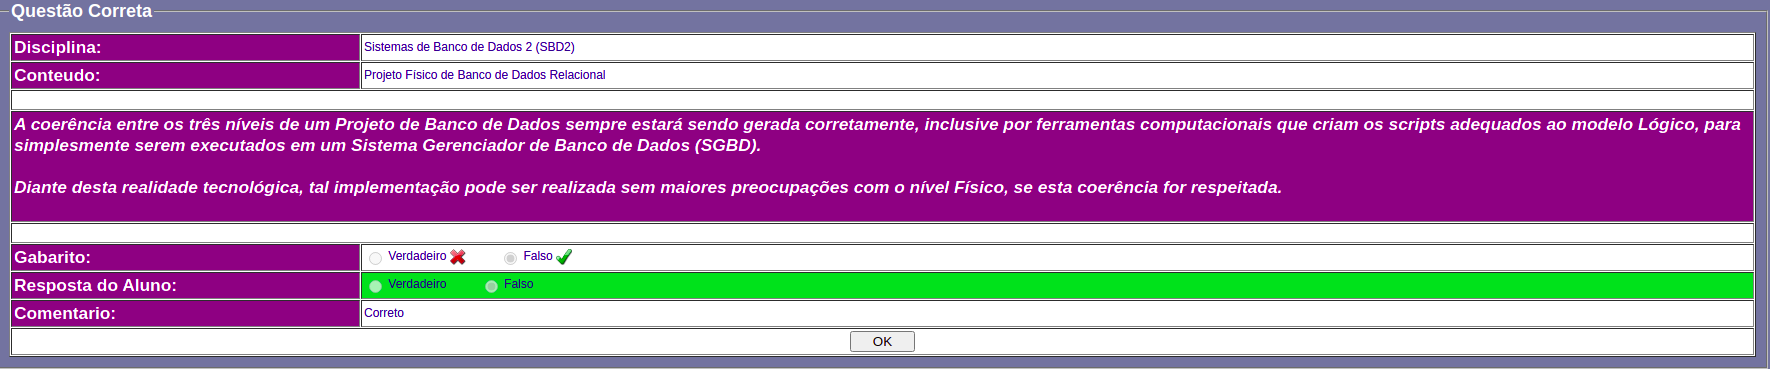 Questão Correta
Disciplina: Sistemas de Banco de Dados 2 (SBD2)
Conteudo: Projeto Físico de Banco de Dados Relacional
A coerência entre os três níveis de um Projeto de Banco de Dados sempre estará sendo gerada corretamente, inclusive por ferramentas computacionais que criam os scripts adequados ao modelo Lógico, para
simplesmente serem executados em um Sistema Gerenciador de Banco de Dados (SGBD).
Diante desta realidade tecnológica, tal implementação pode ser realizada sem maiores preocupações com o nível Físico, se esta coerência for respeitada.
Gabarito: Verdadeiro Falso
Resposta do Aluno: Verdadeiro Falso
Comentario: Correto
OK